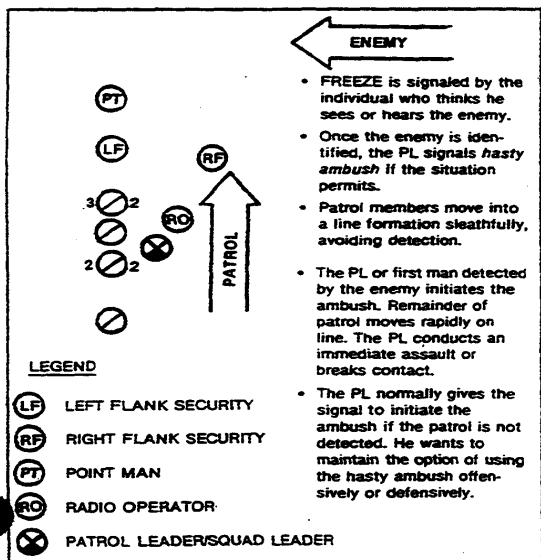 ENEMY
• FREEZE is signaled by the
individual who thinks he
sees or hears the enemy.
• Once the enemy is iden-
tified, the PL signals hasty
ambush if the situation
permits.
• Patrol members move into
a line formation sleathfully,
avoiding detection.
• The PL or first man detected
by the enemy initiates the
ambush. Remainder of
patrol moves rapidly on
line. The PL conducts an
immediate assault or
breaks contact.
• The PL normally gives the
signal to initiate the
ambush if the patrol is not
detected. He wants to
maintain the option of using
the hasty ambush offen-
sively or defensively.
PT
LF
RF
3 2
RO
2 2
PATROL
LEGEND
LF LEFT FLANK SECURITY
RF RIGHT FLANK SECURITY
PT POINT MAN
RO RADIO OPERATOR
PATROL LEADER/SQUAD LEADER